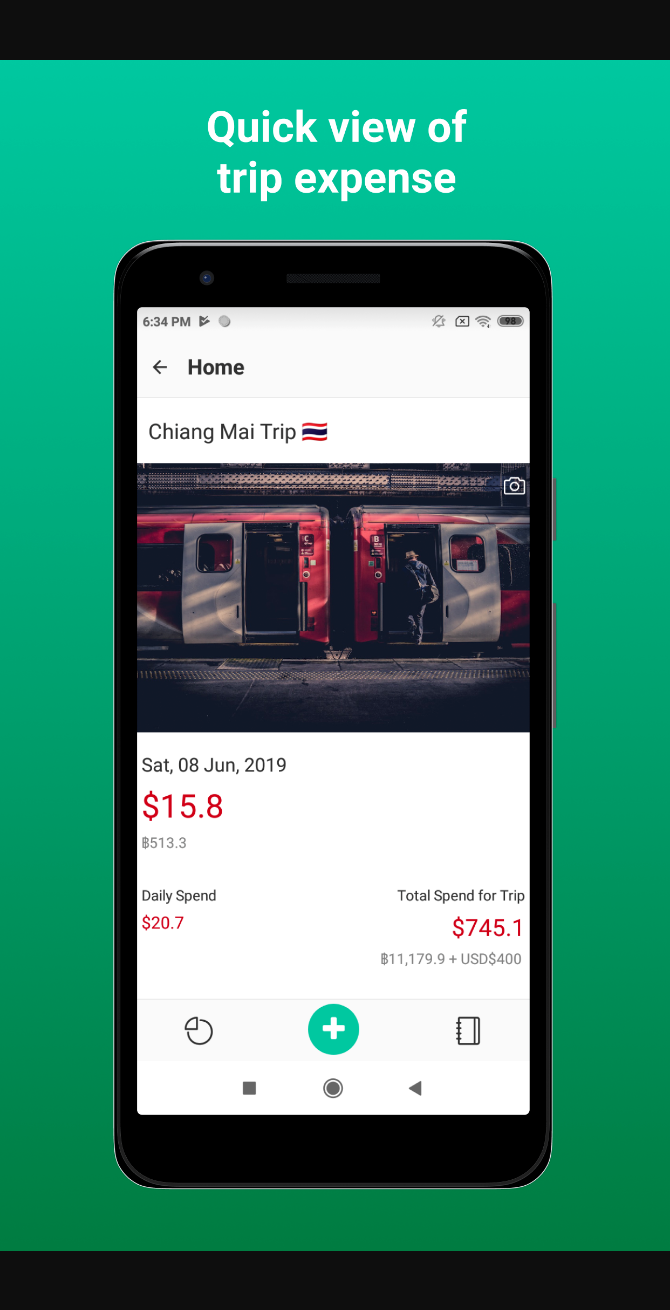 Quick view of
trip expense
6:34 PM
98
Home
Chiang Mai Trip
C
B
Sat, 08 Jun, 2019
$15.8
฿513.3
Daily Spend
Total Spend for Trip
$20.7
$745.1
฿11,179.9 + USD$400